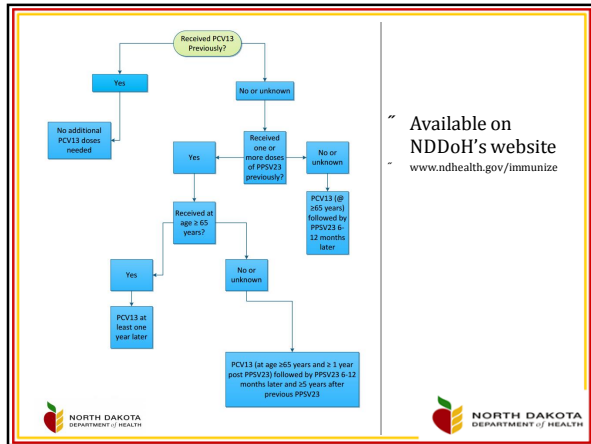 Received PCV13
Previously?
Yes
No or unknown
No additional
PCV13 doses
needed
Received
one or
more doses
of PPSV23
previously?
Yes
No or
unknown
PCV13 (@
≥65 years)
followed by
PPSV23 6-
12 months
later
Received at
age ≥ 65
years?
Yes
No or
unknown
PCV13 at
least one
year later
PCV13 (at age ≥65 years and ≥ 1 year
post PPSV23) followed by PPSV23 6-12
months later and ≥5 years after
previous PPSV23
NORTH DAKOTA
DEPARTMENT of HEALTH
Available on
NDDoH's website
www.ndhealth.gov/immunize
NORTH DAKOTA
DEPARTMENT of HEALTH